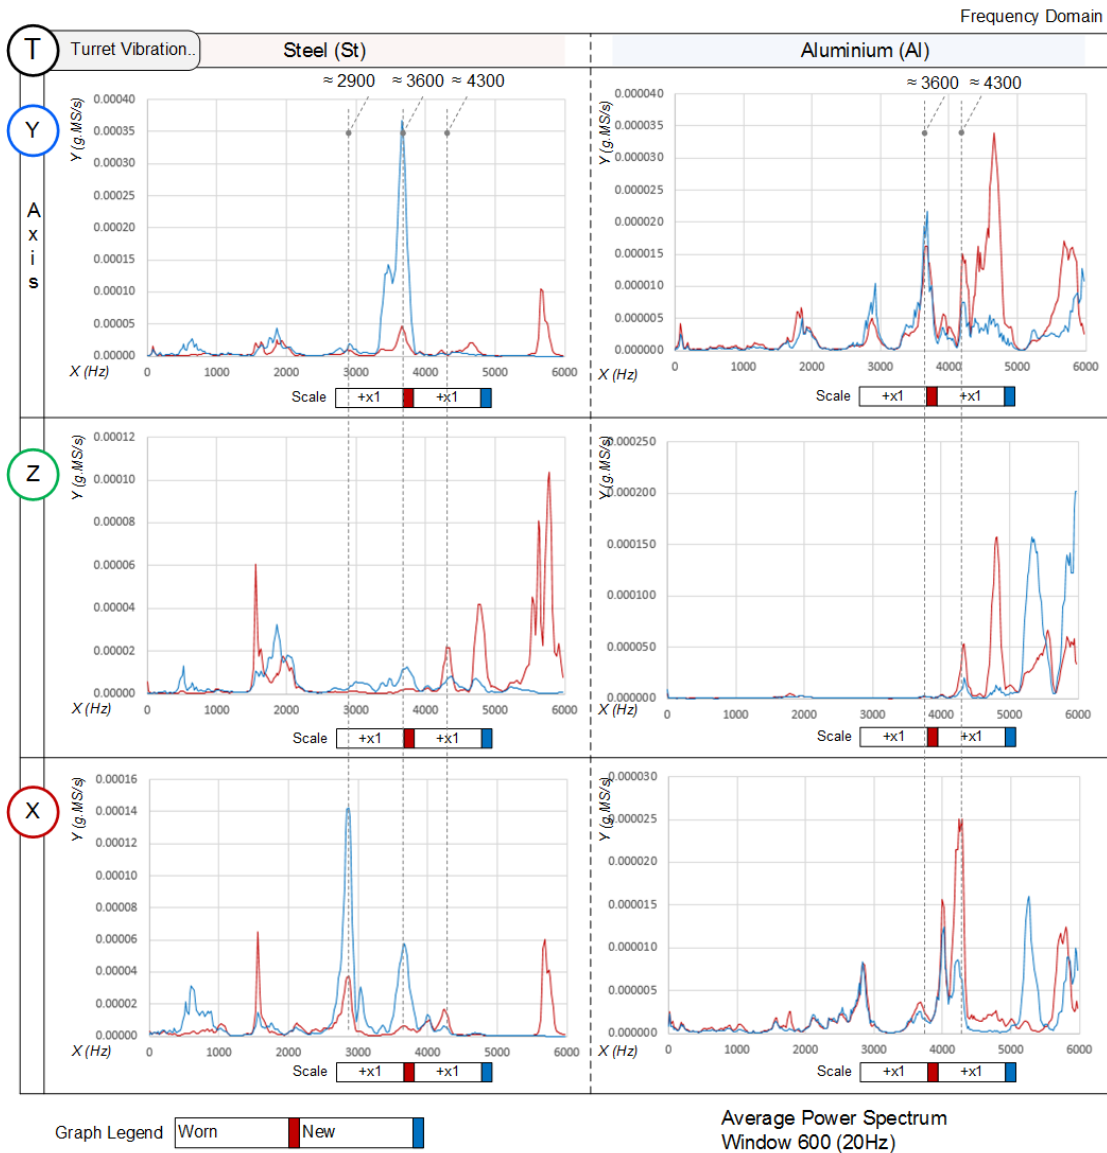 Frequency Domain
T Turret Vibration.. Steel (St) Aluminium (Al)
≈ 2900 ≈ 3600 ≈ 4300 ≈ 3600 ≈ 4300
Y
Axis
Y (g.MS/s)
0.00040
0.00035
0.00030
0.00025
0.00020
0.00015
0.00010
0.00005
0.00000
X (Hz)
0 1000 2000 3000 4000 5000 6000
Scale +x1 +x1
Y (g.MS/s)
0.000040
0.000035
0.000030
0.000025
0.000020
0.000015
0.000010
0.000005
0.000000
X (Hz)
0 1000 2000 3000 4000 5000 6000
Scale +x1 +x1
Z
Y (g.MS/s)
0.00012
0.00010
0.00008
0.00006
0.00004
0.00002
0.00000
X (Hz)
0 1000 2000 3000 4000 5000 6000
Scale +x1 +x1
Y (g.MS/s)
0.000250
0.000200
0.000150
0.000100
0.000050
0.000000
X (Hz)
0 1000 2000 3000 4000 5000 6000
Scale +x1 +x1
X
Y (g.MS/s)
0.00016
0.00014
0.00012
0.00010
0.00008
0.00006
0.00004
0.00002
0.00000
X (Hz)
0 1000 2000 3000 4000 5000 6000
Scale +x1 +x1
Y (g.MS/s)
0.000030
0.000025
0.000020
0.000015
0.000010
0.000005
0.000000
X (Hz)
0 1000 2000 3000 4000 5000 6000
Scale +x1 +x1
Graph Legend Worn New
Average Power Spectrum
Window 600 (20Hz)